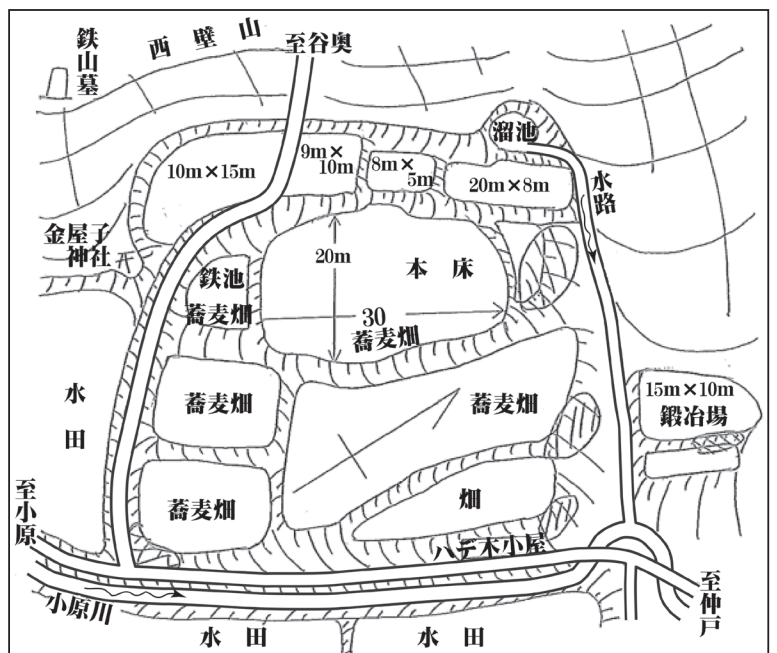 鉄山墓
西壁山
至谷奥
溜池
水路
10m×15m
9m×
10m
8m×
5m
20m×8m
金屋子
神社
鉄池
蕎麦畑
20m
本床
30
蕎麦畑
水田
蕎麦畑
蕎麦畑
15m×10m
鍛冶場
蕎麦畑
畑
至小原
ハデ木小屋
小原川
至仲戸
水田
水田